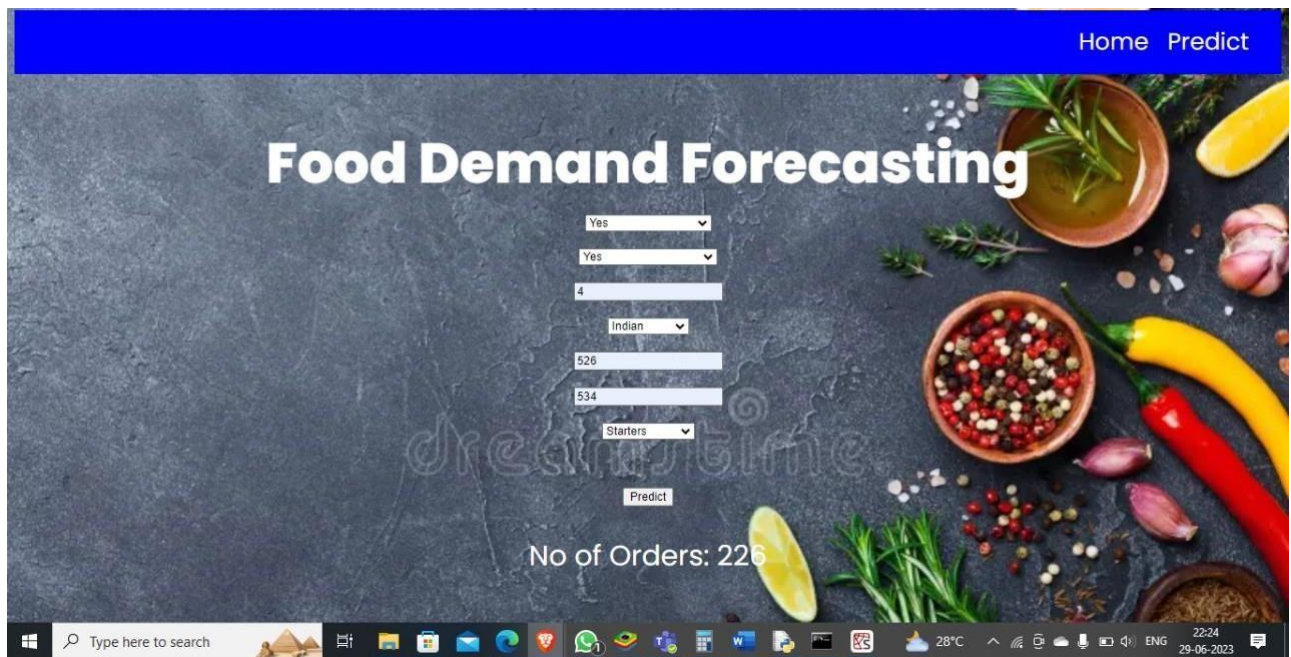 Home Predict
Food Demand Forecasting
Yes
Yes
4
Indian
526
534
Starters
dreamstime
Predict
No of Orders: 226
Type here to search 28°C ENG 22:24
29-06-2023